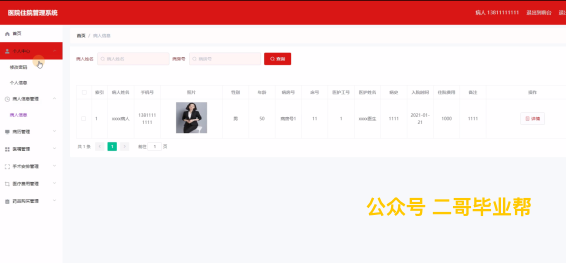 医院住院管理系统
病人 13811111111 退出到前台
首页
首页 / 病人信息
个人中心
修改密码
个人信息
病人信息管理
病人信息
病历管理
医嘱管理
手术安排管理
医疗费用管理
药品购买管理
病人姓名 病人姓名 病房号 病房号 查询
索引 病人姓名 手机号 照片 性别 年龄 病房号 床号 医护工号 医护姓名 病史 入院时间 住院费用 备注 操作
1 xxxx病人 13811111111 男 50 病房号1 11 1 xxxx医生 1111 2021-01-21 1000 1111 详情
共 1 条 1 前往 1 页
公众号 二哥毕业帮